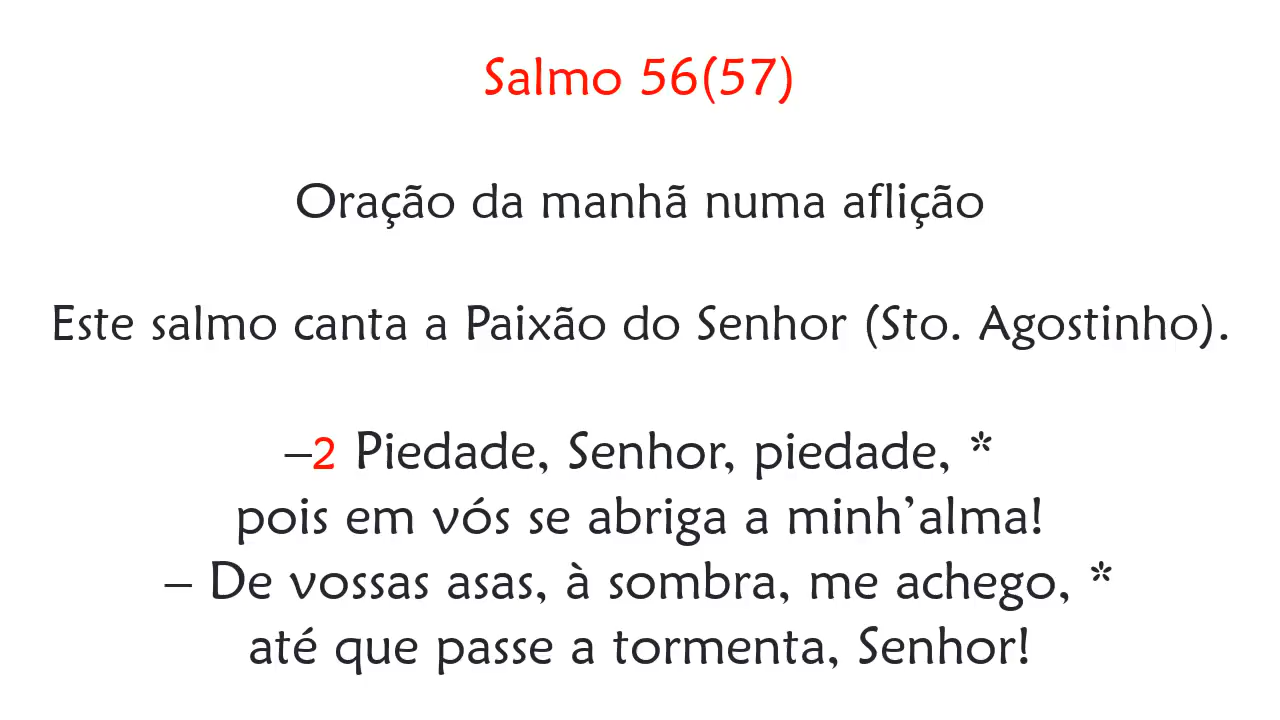 Salmo 56(57)
Oração da manhã numa aflição
Este salmo canta a Paixão do Senhor (Sto. Agostinho).
–2 Piedade, Senhor, piedade, *
pois em vós se abriga a minh’alma!
– De vossas asas, à sombra, me achego, *
até que passe a tormenta, Senhor!